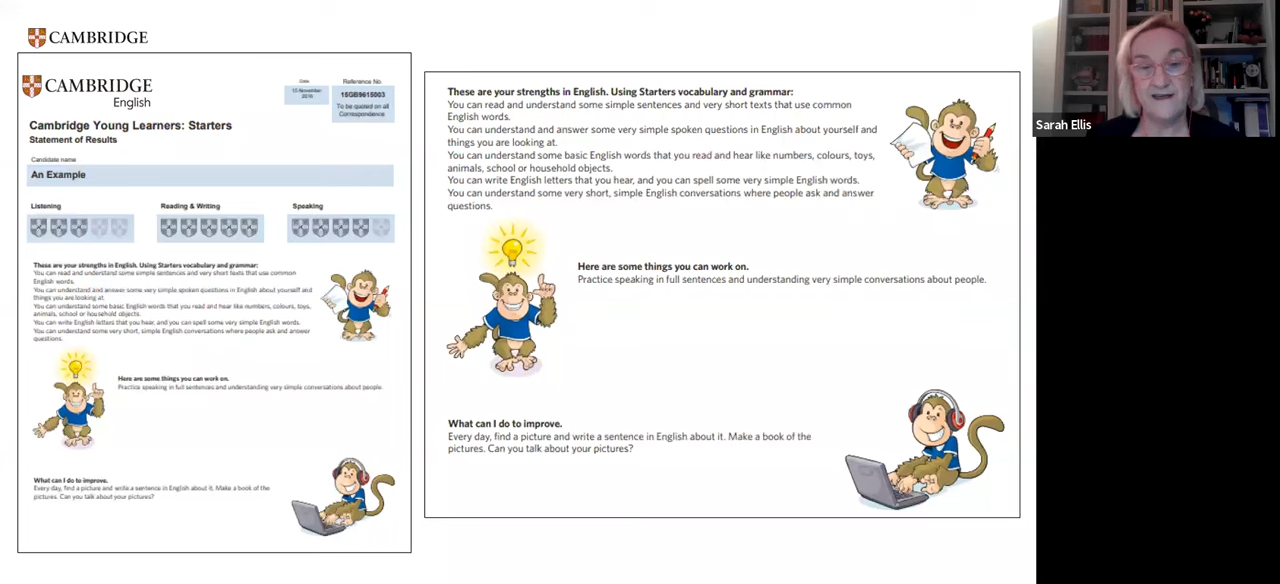 CAMBRIDGE
CAMBRIDGE
English
Date
15 November
2016
Reference No.
15GB9615003
To be quoted on all
Correspondence
Cambridge Young Learners: Starters
Statement of Results
Candidate name
An Example
Listening
Reading & Writing
Speaking
These are your strengths in English. Using Starters vocabulary and grammar:
You can read and understand some simple sentences and very short texts that use common
English words.
You can understand and answer some very simple spoken questions in English about yourself and
things you are looking at.
You can understand some basic English words that you read and hear like numbers, colours, toys,
animals, school or household objects.
You can write English letters that you hear, and you can spell some very simple English words.
You can understand some very short, simple English conversations where people ask and answer
questions.
Here are some things you can work on.
Practice speaking in full sentences and understanding very simple conversations about people.
What can I do to improve.
Every day, find a picture and write a sentence in English about it. Make a book of the
pictures. Can you talk about your pictures?
These are your strengths in English. Using Starters vocabulary and grammar:
You can read and understand some simple sentences and very short texts that use common
English words.
You can understand and answer some very simple spoken questions in English about yourself and
things you are looking at.
You can understand some basic English words that you read and hear like numbers, colours, toys,
animals, school or household objects.
You can write English letters that you hear, and you can spell some very simple English words.
You can understand some very short, simple English conversations where people ask and answer
questions.
Here are some things you can work on.
Practice speaking in full sentences and understanding very simple conversations about people.
What can I do to improve.
Every day, find a picture and write a sentence in English about it. Make a book of the
pictures. Can you talk about your pictures?
Sarah Ellis